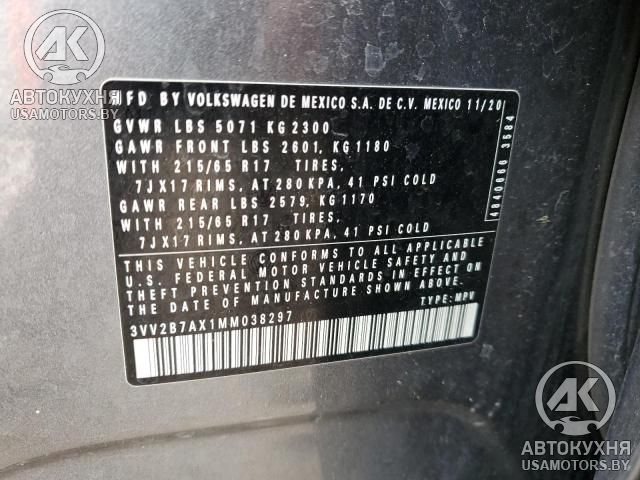 АК
АВТОКУХНЯ
USAMOTORS.BY
MFD BY VOLKSWAGEN DE MEXICO S.A. DE C.V. MEXICO 11/20
GVWR LBS 5071 KG 2300
GAWR FRONT LBS 2601, KG 1180
WITH 215/65 R17 TIRES,
7JX17 RIMS, AT 280 KPA, 41 PSI COLD
GAWR REAR LBS 2579, KG 1170
WITH 215/65 R17 TIRES,
7JX17 RIMS, AT 280 KPA, 41 PSI COLD
THIS VEHICLE CONFORMS TO ALL APPLICABLE
U.S. FEDERAL MOTOR VEHICLE SAFETY AND
THEFT PREVENTION STANDARDS IN EFFECT ON THE
DATE OF MANUFACTURE SHOWN ABOVE.
3VV2B7AX1MM038297 TYPE: MPV
4840666 3584
АК
АВТОКУХНЯ
USAMOTORS.BY